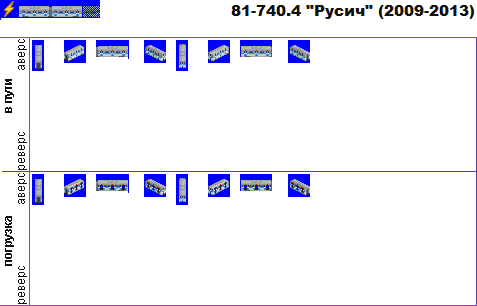 81-740.4 "Русич" (2009-2013)
в пути
аверс
реверс
погрузка
аверс
реверс